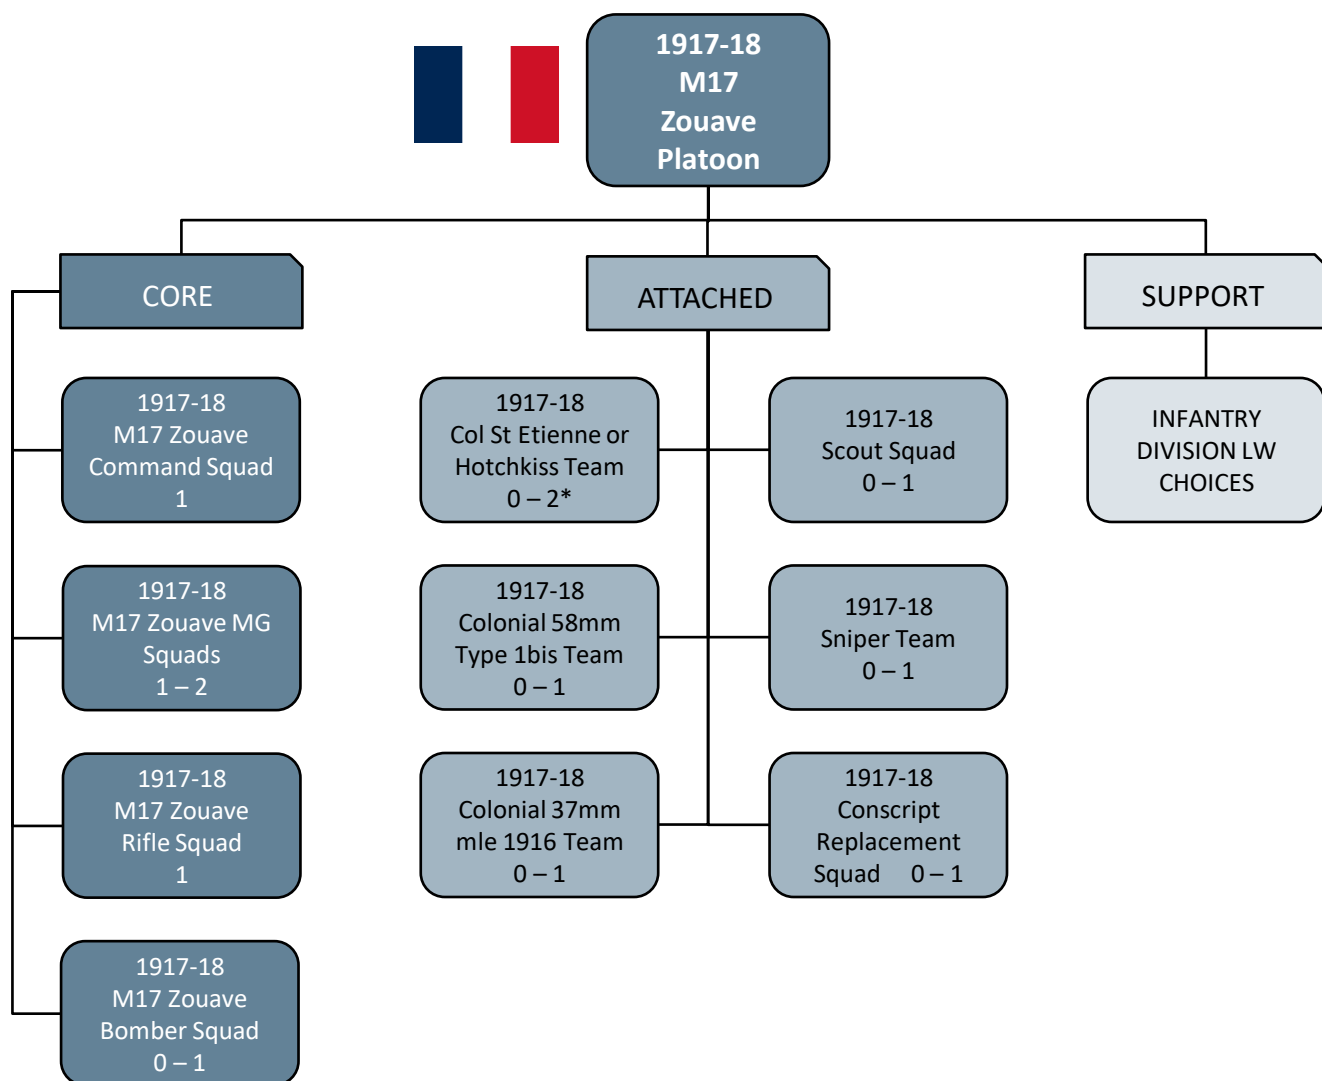 1917-18
M17
Zouave
Platoon
CORE
ATTACHED
SUPPORT
1917-18
M17 Zouave
Command Squad
1
1917-18
M17 Zouave MG
Squads
1 – 2
1917-18
M17 Zouave
Rifle Squad
1
1917-18
M17 Zouave
Bomber Squad
0 – 1
1917-18
Col St Etienne or
Hotchkiss Team
0 – 2*
1917-18
Colonial 58mm
Type 1bis Team
0 – 1
1917-18
Colonial 37mm
mle 1916 Team
0 – 1
1917-18
Scout Squad
0 – 1
1917-18
Sniper Team
0 – 1
1917-18
Conscript
Replacement
Squad 0 – 1
INFANTRY
DIVISION LW
CHOICES